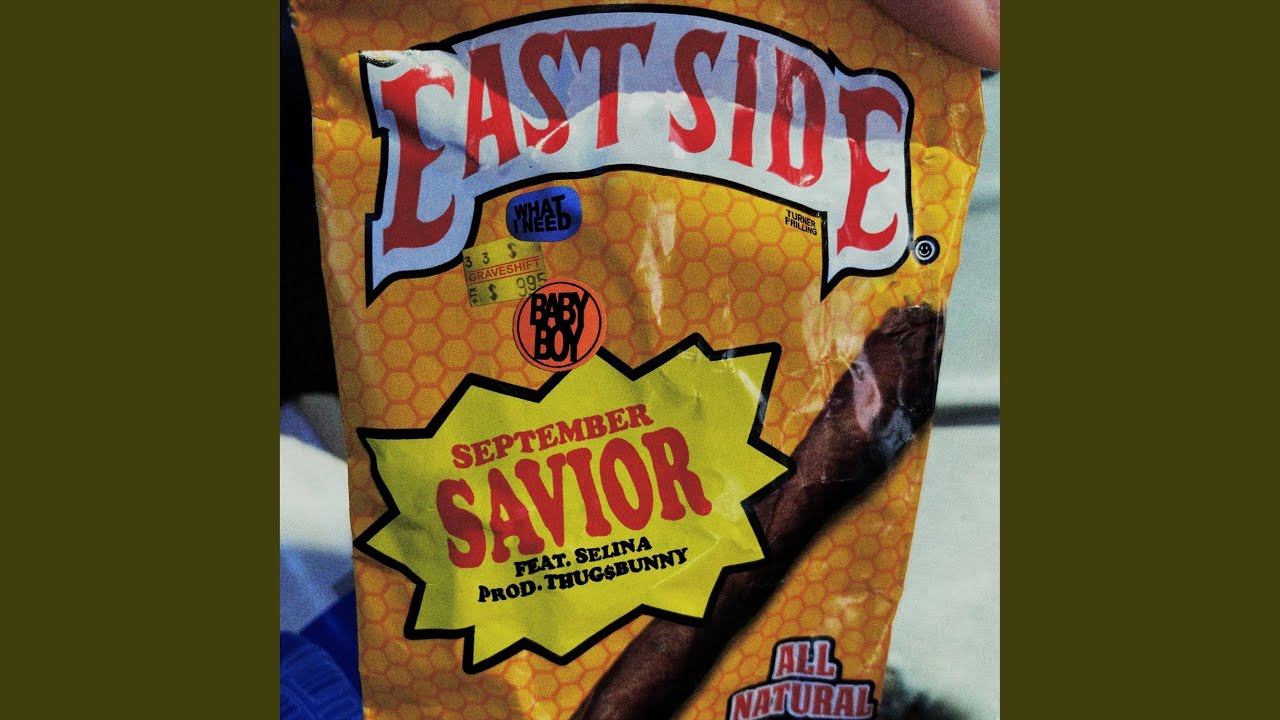 EAST SIDE
WHAT
I NEED
TURNER
FRILLING
3 3 $
GRAVESHIFT
$ 995
BABY
BOY
SEPTEMBER
SAVIOR
FEAT. SELINA
PROD. THUG$BUNNY
ALL
NATURAL